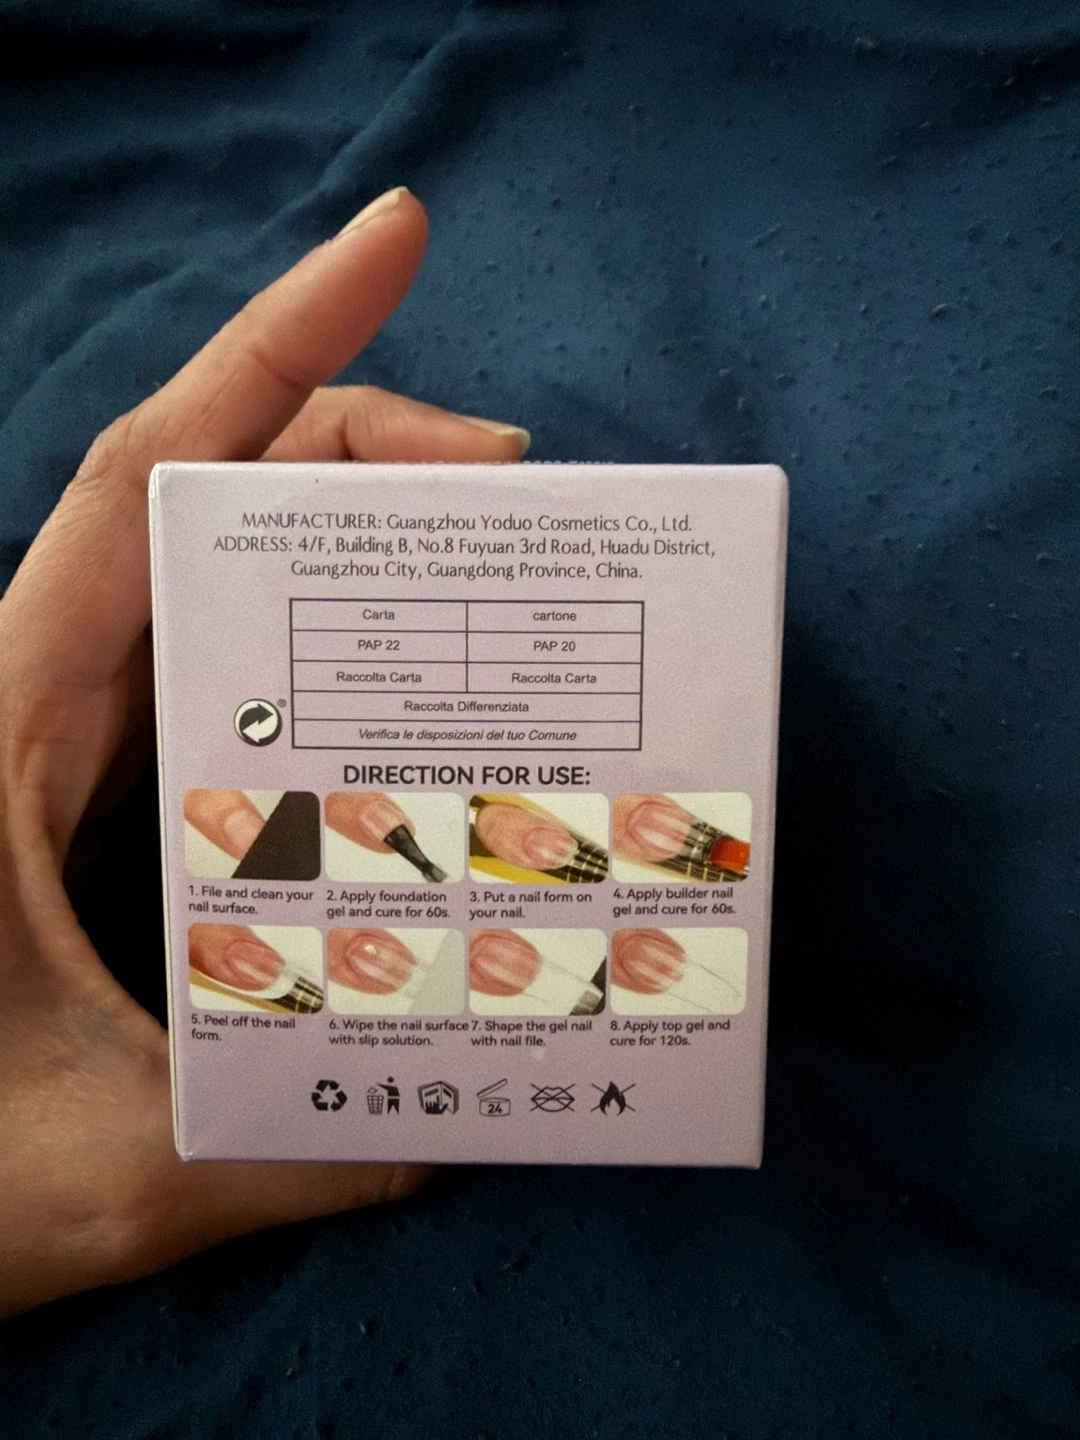 MANUFACTURER: Guangzhou Yoduo Cosmetics Co., Ltd.
ADDRESS: 4/F, Building B, No.8 Fuyuan 3rd Road, Huadu District,
Guangzhou City, Guangdong Province, China.
Carta cartone
PAP 22 PAP 20
Raccolta Carta Raccolta Carta
Raccolta Differenziata
®
Verifica le disposizioni del tuo Comune
DIRECTION FOR USE:
1. File and clean your
nail surface.
2. Apply foundation
gel and cure for 60s.
3. Put a nail form on
your nail.
4. Apply builder nail
gel and cure for 60s.
5. Peel off the nail
form.
6. Wipe the nail surface
with slip solution.
7. Shape the gel nail
with nail file.
8. Apply top gel and
cure for 120s.
24